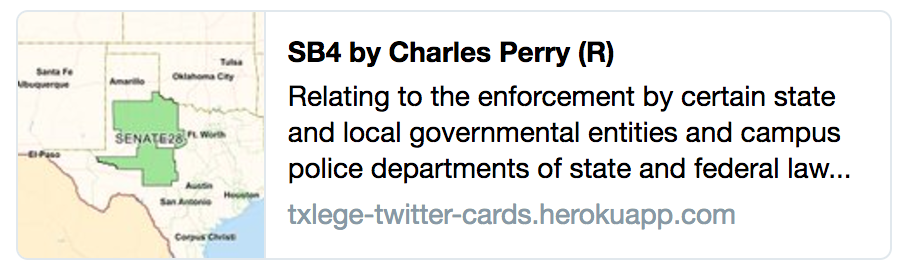 Santa Fe
Tulsa
Albuquerque
Amarillo
Oklahoma City
SENATE28
Ft. Worth
El Paso
Austin
Houston
San Antonio
Corpus Christi
SB4 by Charles Perry (R)
Relating to the enforcement by certain state
and local governmental entities and campus
police departments of state and federal law...
txlege-twitter-cards.herokuapp.com